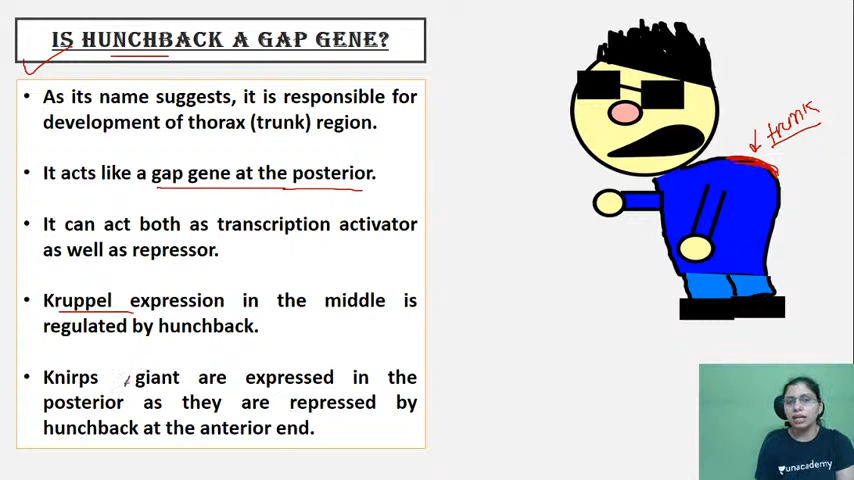 IS HUNCHBACK A GAP GENE?
• As its name suggests, it is responsible for
development of thorax (trunk) region.
• It acts like a gap gene at the posterior.
• It can act both as transcription activator
as well as repressor.
• Kruppel expression in the middle is
regulated by hunchback.
• Knirps giant are expressed in the
posterior as they are repressed by
hunchback at the anterior end.
trunk
unacademy